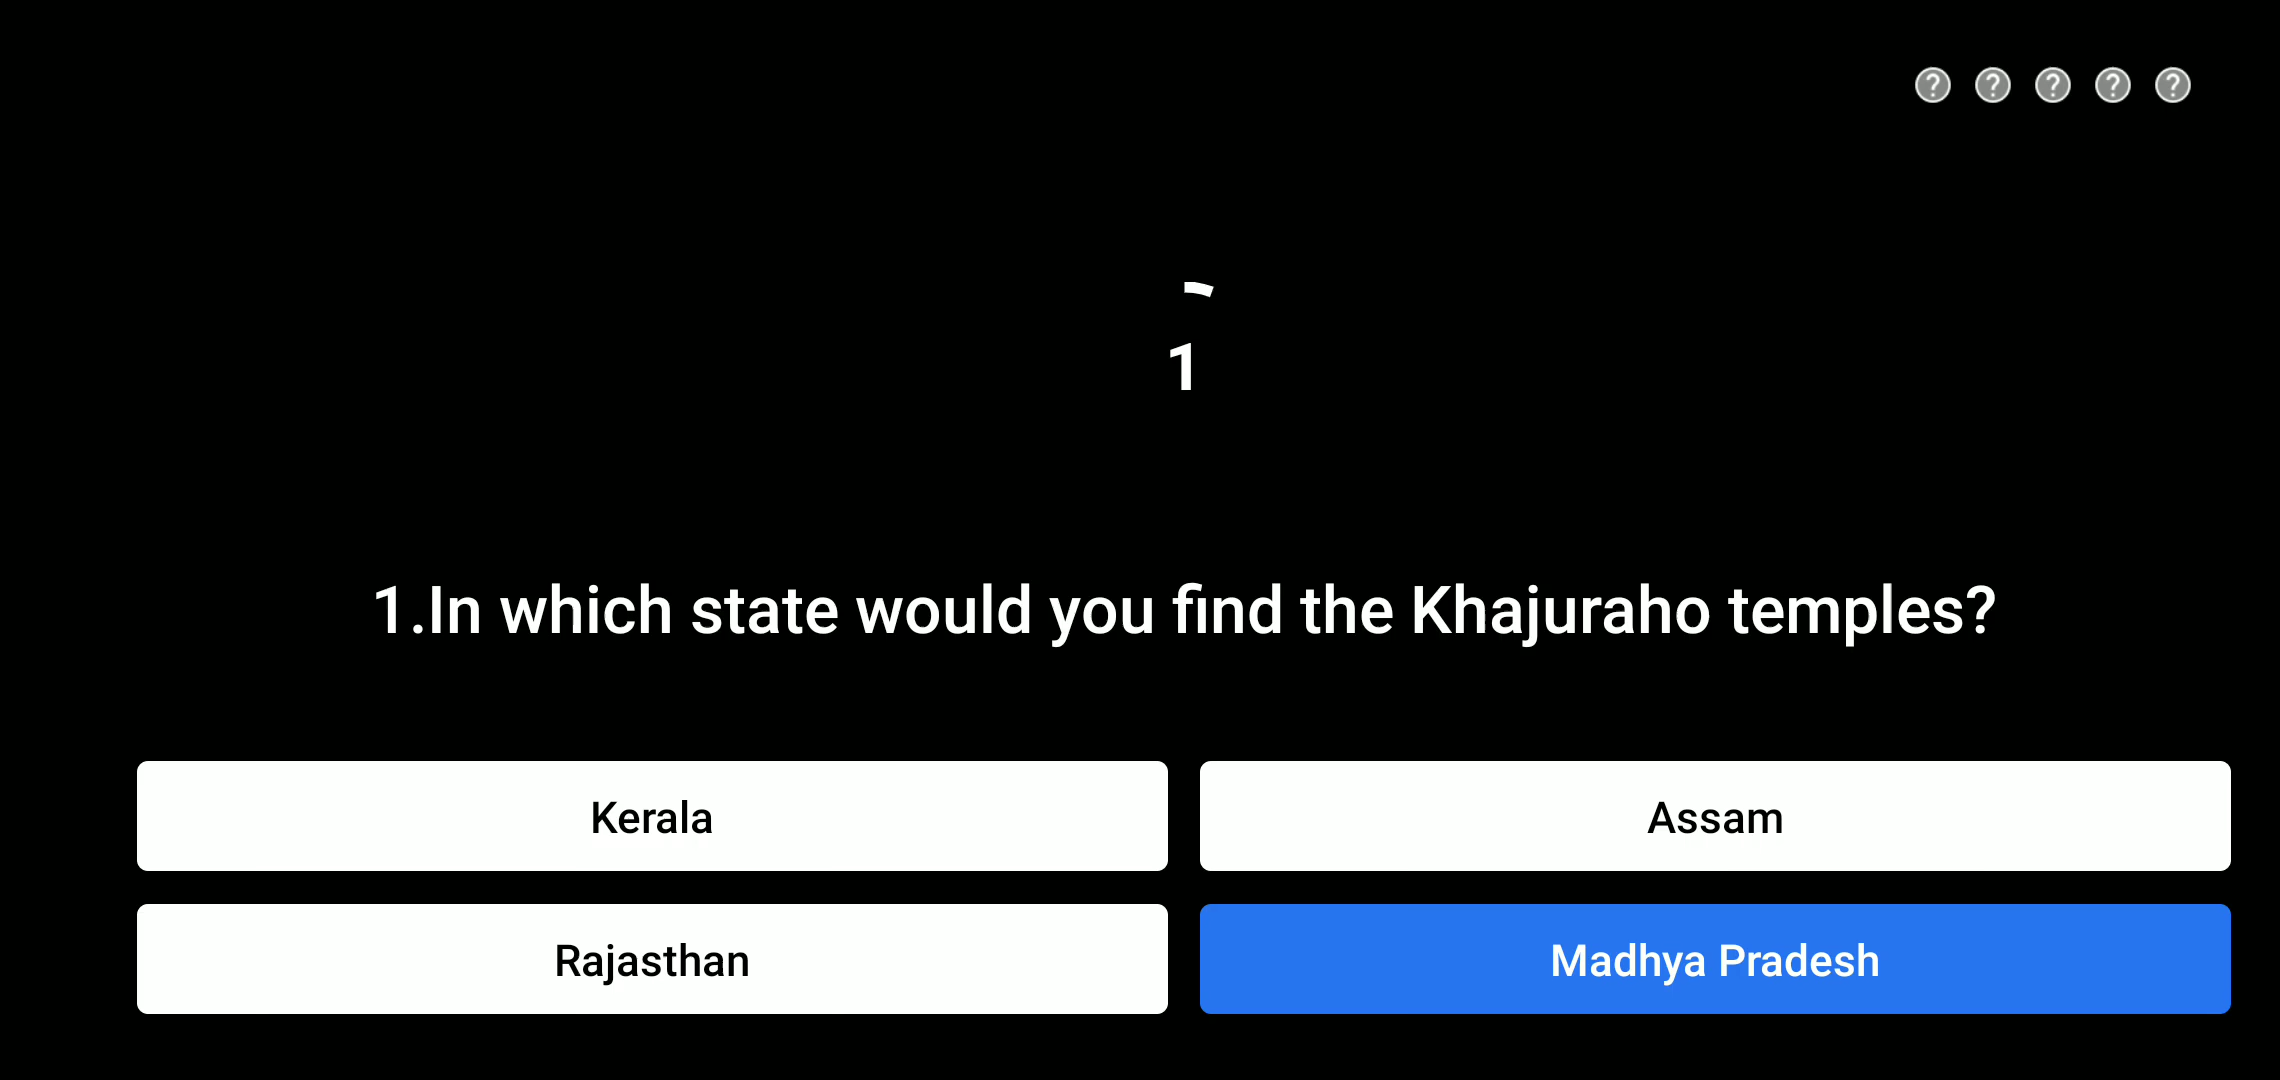 ? ? ? ? ?
1
1.In which state would you find the Khajuraho temples?
Kerala
Assam
Rajasthan
Madhya Pradesh